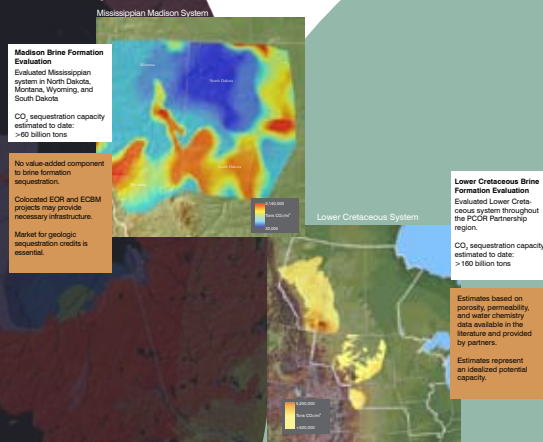 Mississippian Madison System
Madison Brine Formation
Evaluation
Evaluated Mississippian
system in North Dakota,
Montana, Wyoming, and
South Dakota
CO₂ sequestration capacity
estimated to date:
>60 billion tons
No value-added component
to brine formation
sequestration.
Colocated EOR and ECBM
projects may provide
necessary infrastructure.
Market for geologic
sequestration credits is
essential.
Montana
North Dakota
South Dakota
Tons CO₂/mi²
Lower Cretaceous System
Lower Cretaceous Brine
Formation Evaluation
Evaluated Lower Creta-
ceous system throughout
the PCOR Partnership
region.
CO₂ sequestration capacity
estimated to date:
>160 billion tons
Estimates based on
porosity, permeability,
and water chemistry
data available in the
literature and provided
by partners.
Estimates represent
an idealized potential
capacity.
Tons CO₂/mi²